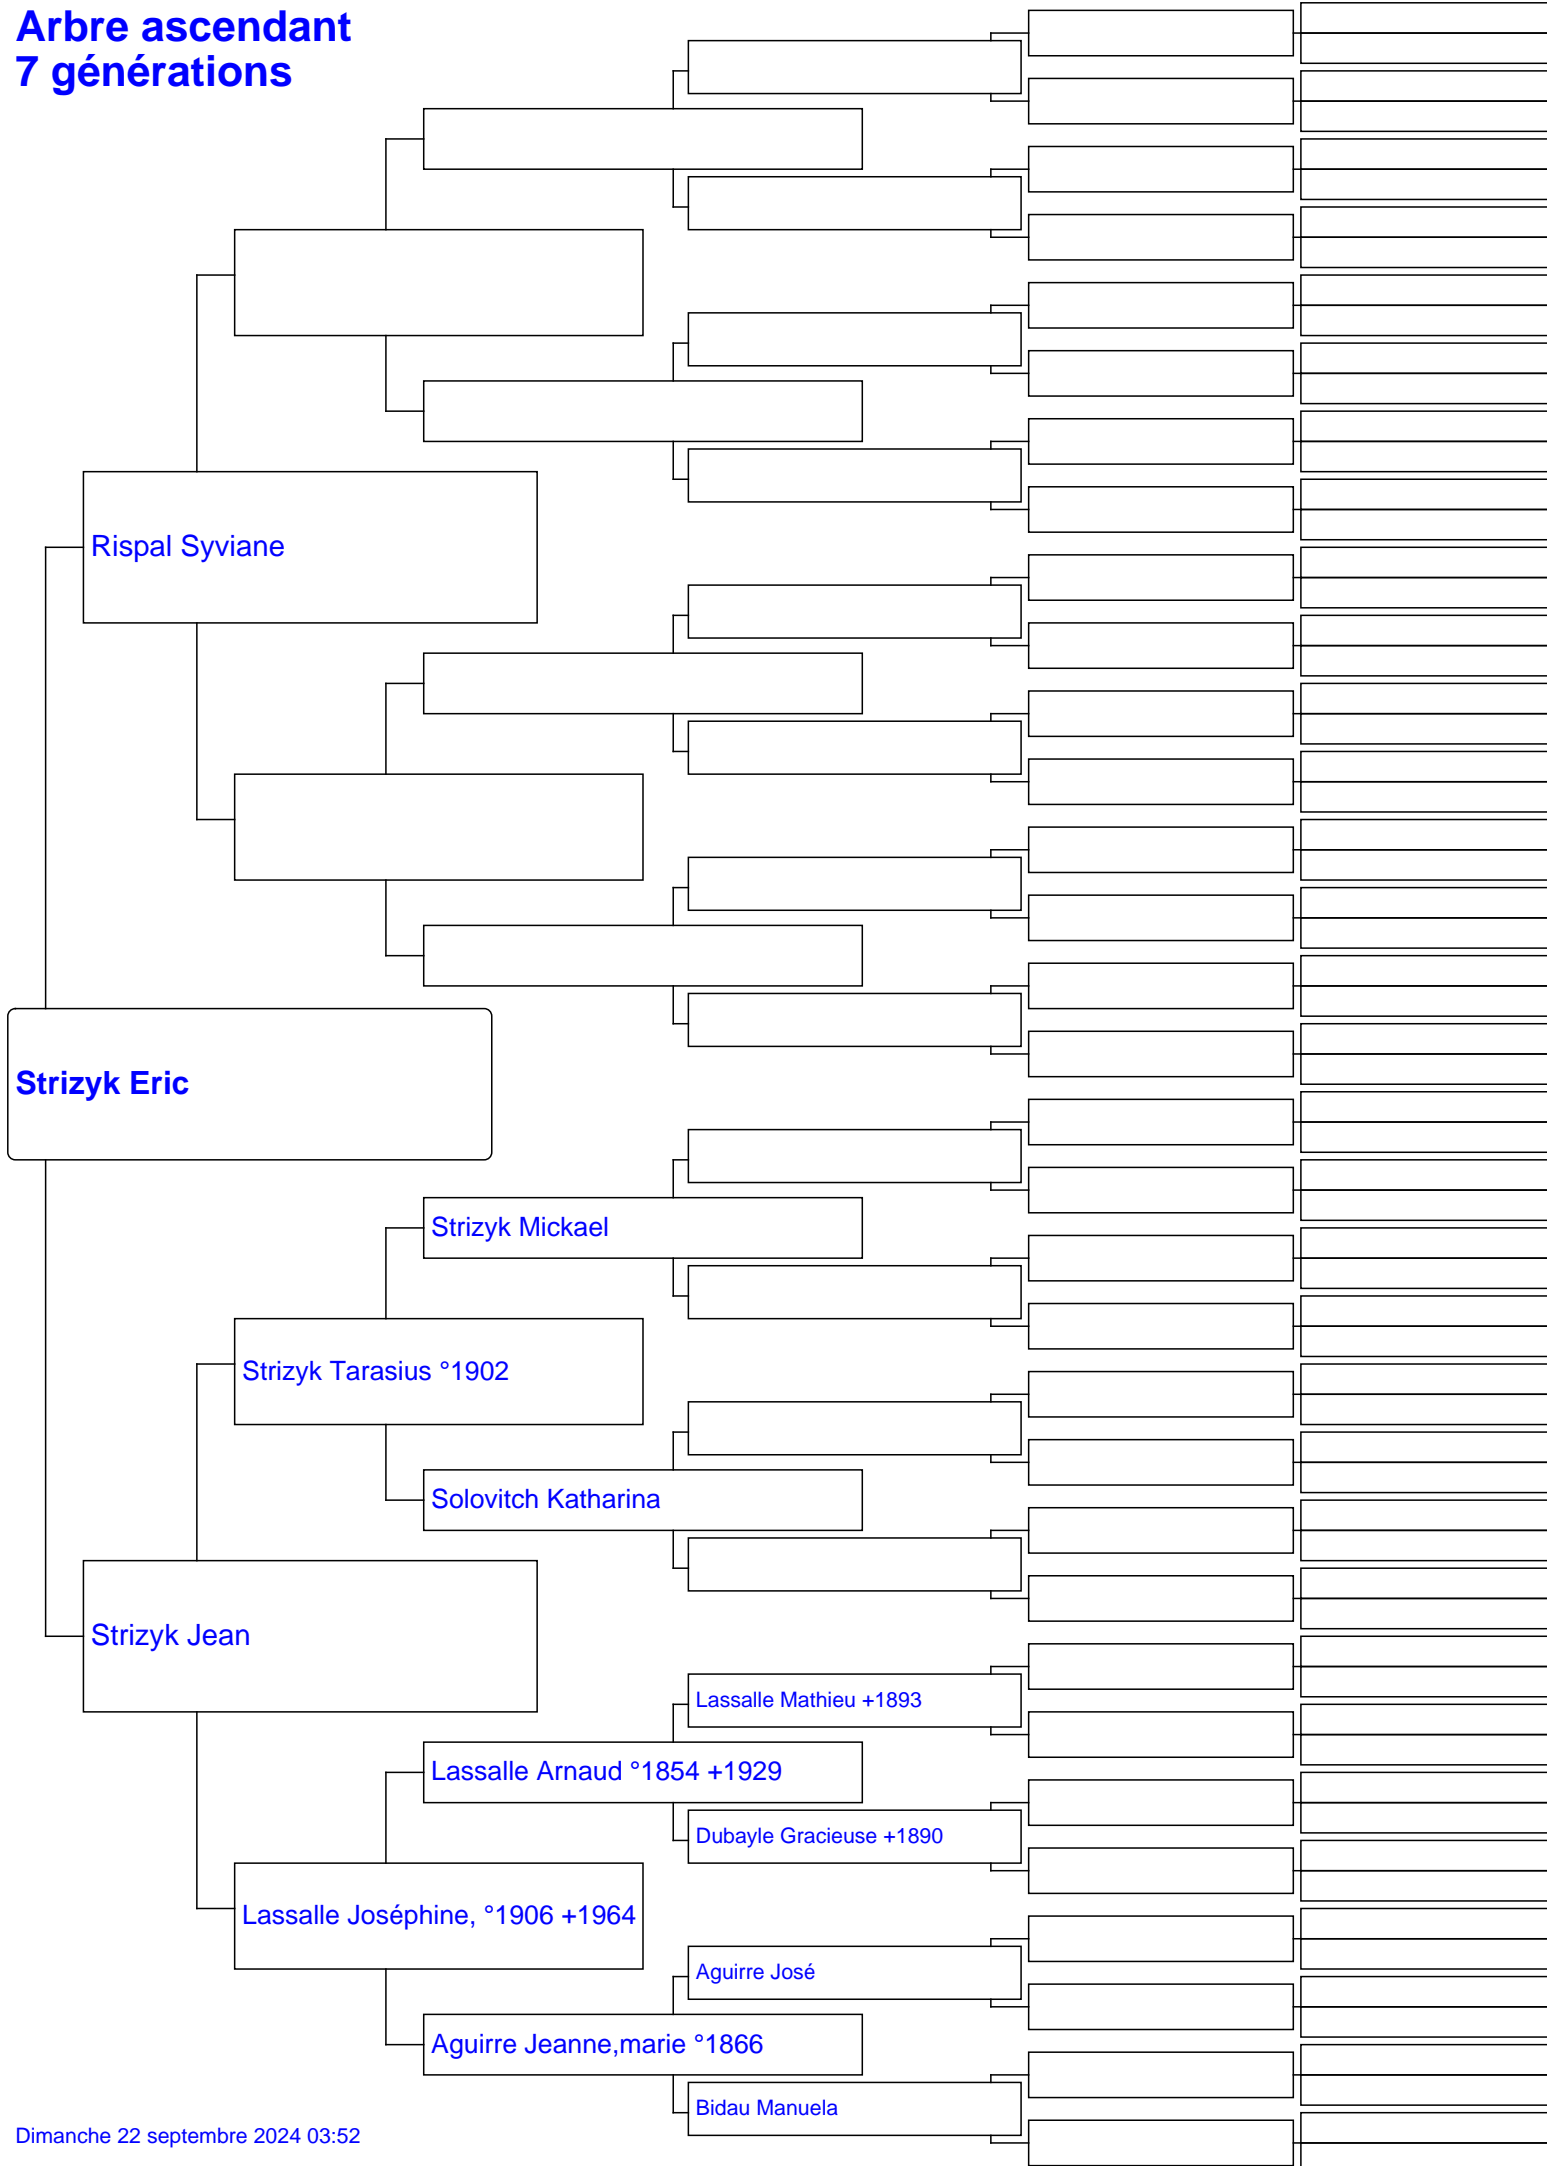 Arbre ascendant
7 générations
Rispal Syviane
Strizyk Eric
Strizyk Mickael
Strizyk Tarasius °1902
Solovitch Katharina
Strizyk Jean
Lassalle Mathieu +1893
Lassalle Arnaud °1854 +1929
Dubayle Gracieuse +1890
Lassalle Joséphine, °1906 +1964
Aguirre José
Aguirre Jeanne,marie °1866
Bidau Manuela
Dimanche 22 septembre 2024 03:52